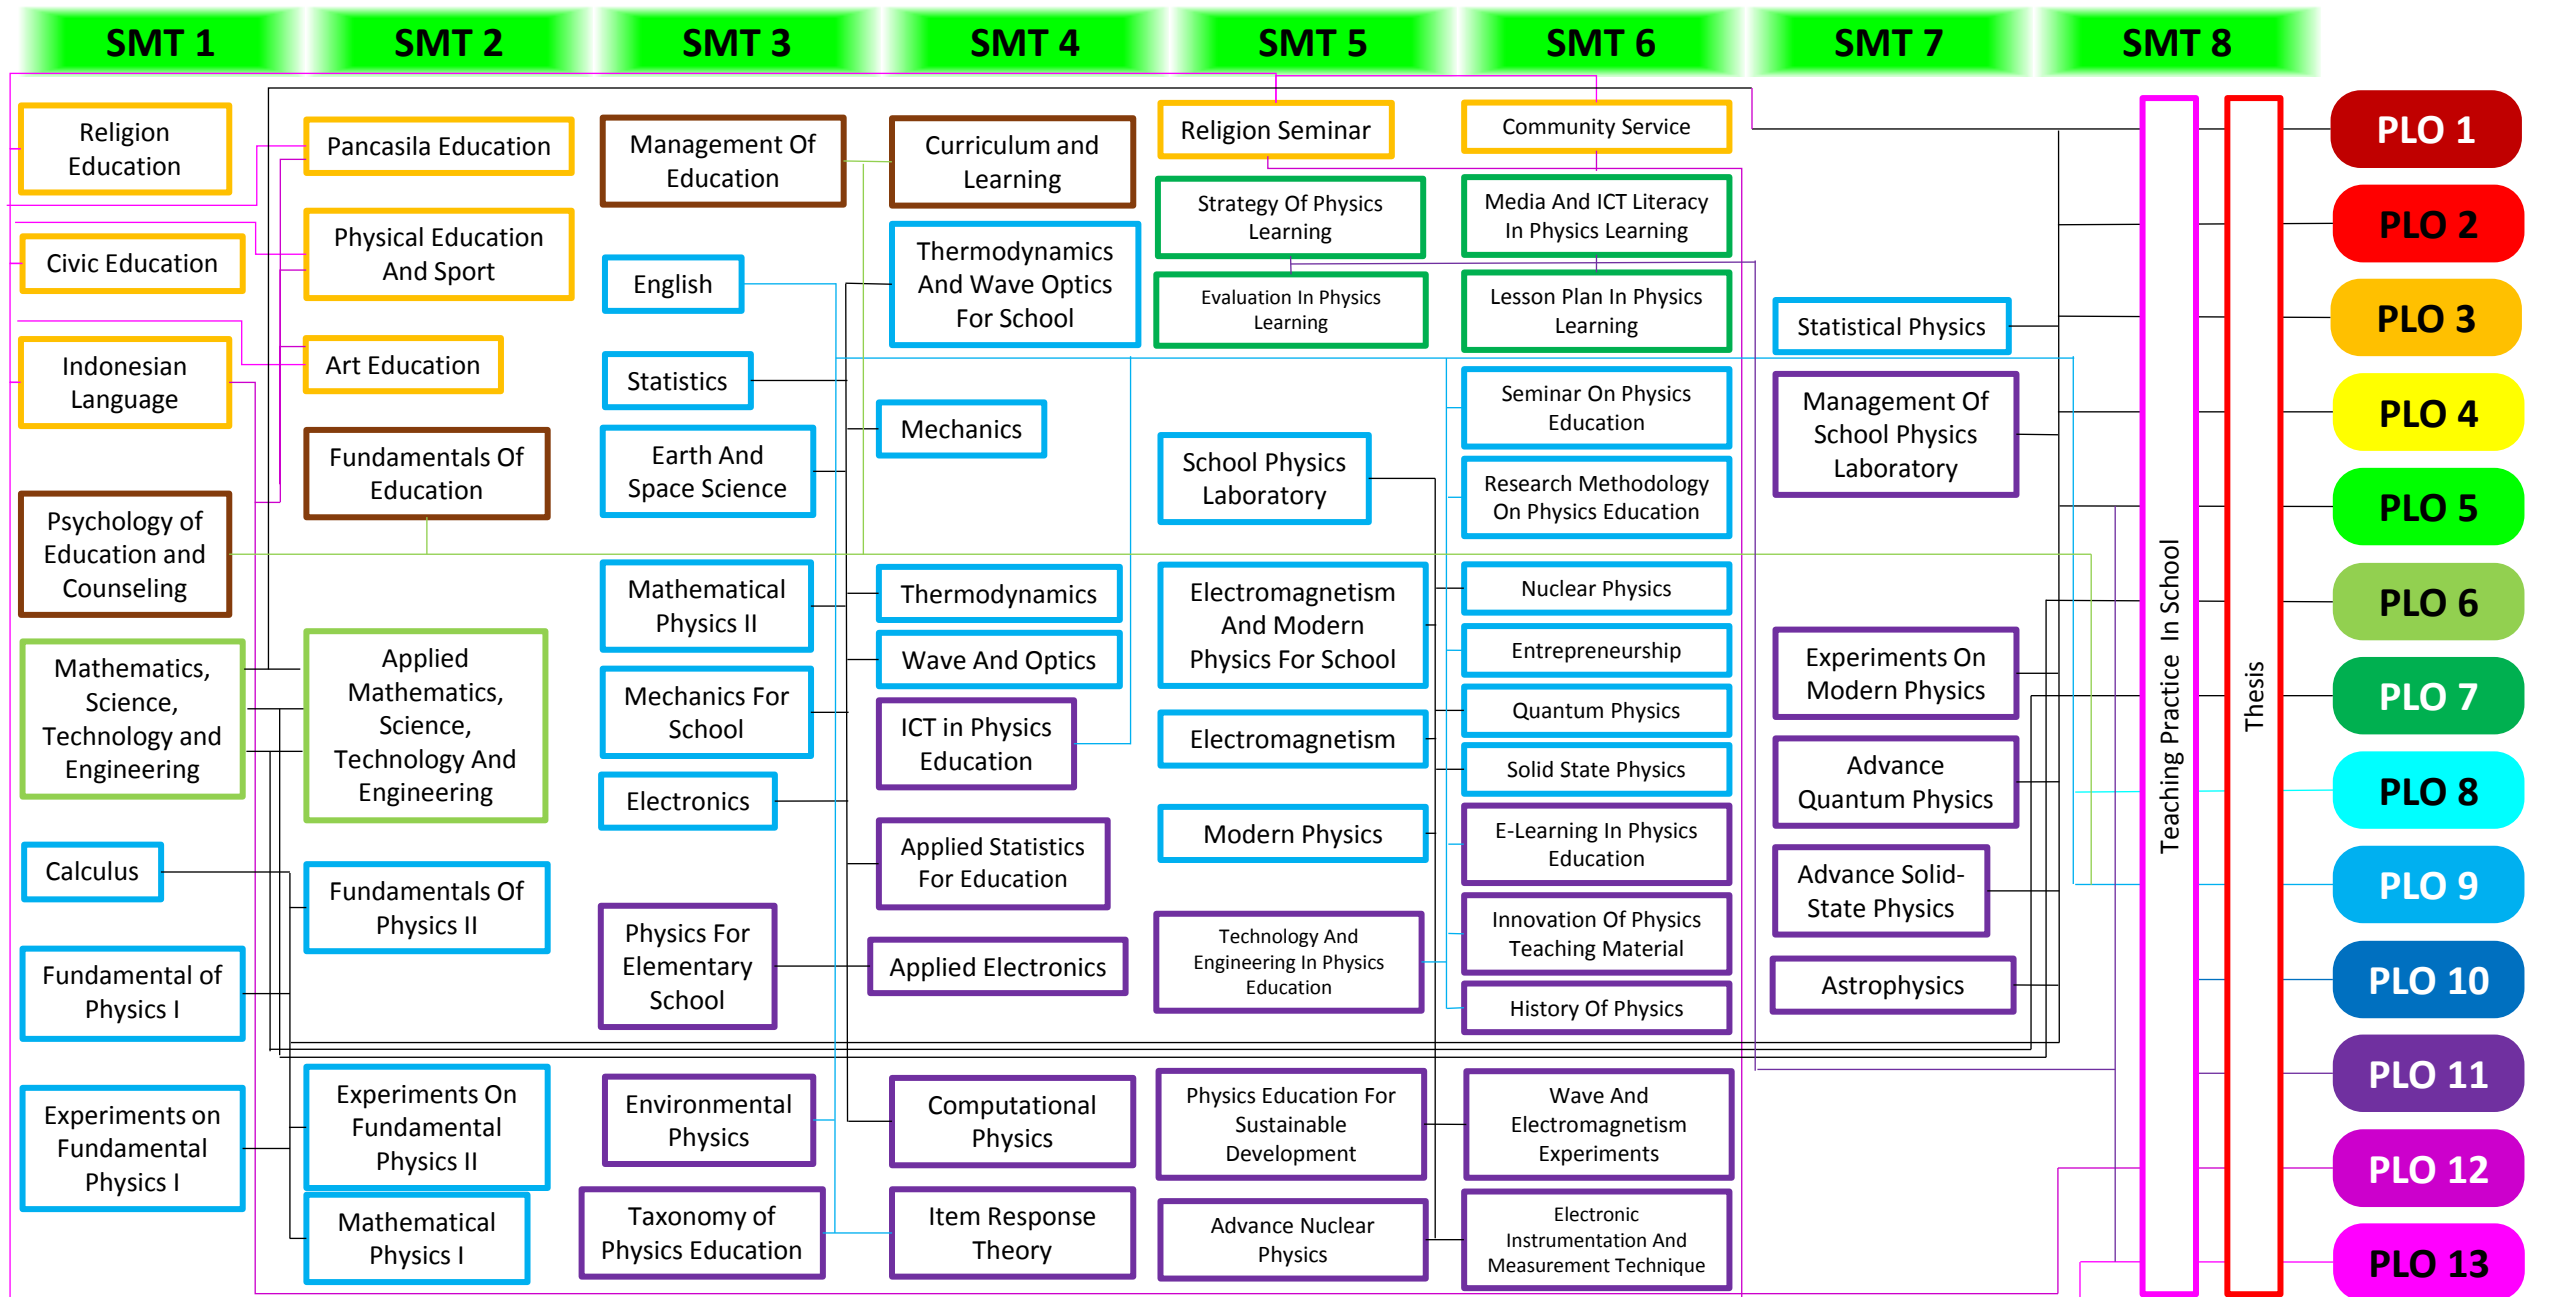 SMT 1
SMT 2
SMT 3
SMT 4
SMT 5
SMT 6
SMT 7
SMT 8
Religion
Education
Civic Education
Indonesian
Language
Psychology of
Education and
Counseling
Mathematics,
Science,
Technology and
Engineering
Calculus
Fundamental of
Physics I
Experiments on
Fundamental
Physics I
Pancasila Education
Physical Education
And Sport
Art Education
Fundamentals Of
Education
Applied
Mathematics,
Science,
Technology And
Engineering
Fundamentals Of
Physics II
Experiments On
Fundamental
Physics II
Mathematical
Physics I
Management Of
Education
English
Statistics
Earth And
Space Science
Mathematical
Physics II
Mechanics For
School
Electronics
Physics For
Elementary
School
Environmental
Physics
Taxonomy of
Physics Education
Curriculum and
Learning
Thermodynamics
And Wave Optics
For School
Mechanics
Thermodynamics
Wave And Optics
ICT in Physics
Education
Applied Statistics
For Education
Applied Electronics
Computational
Physics
Item Response
Theory
Religion Seminar
Strategy Of Physics
Learning
Evaluation In Physics
Learning
School Physics
Laboratory
Electromagnetism
And Modern
Physics For School
Electromagnetism
Modern Physics
Technology And
Engineering In Physics
Education
Physics Education For
Sustainable
Development
Advance Nuclear
Physics
Community Service
Media And ICT Literacy
In Physics Learning
Lesson Plan In Physics
Learning
Seminar On Physics
Education
Research Methodology
On Physics Education
Nuclear Physics
Entrepreneurship
Quantum Physics
Solid State Physics
E-Learning In Physics
Education
Innovation Of Physics
Teaching Material
History Of Physics
Wave And
Electromagnetism
Experiments
Electronic
Instrumentation And
Measurement Technique
Statistical Physics
Management Of
School Physics
Laboratory
Experiments On
Modern Physics
Advance
Quantum Physics
Advance Solid-
State Physics
Astrophysics
Teaching Practice In School
Thesis
PLO 1
PLO 2
PLO 3
PLO 4
PLO 5
PLO 6
PLO 7
PLO 8
PLO 9
PLO 10
PLO 11
PLO 12
PLO 13